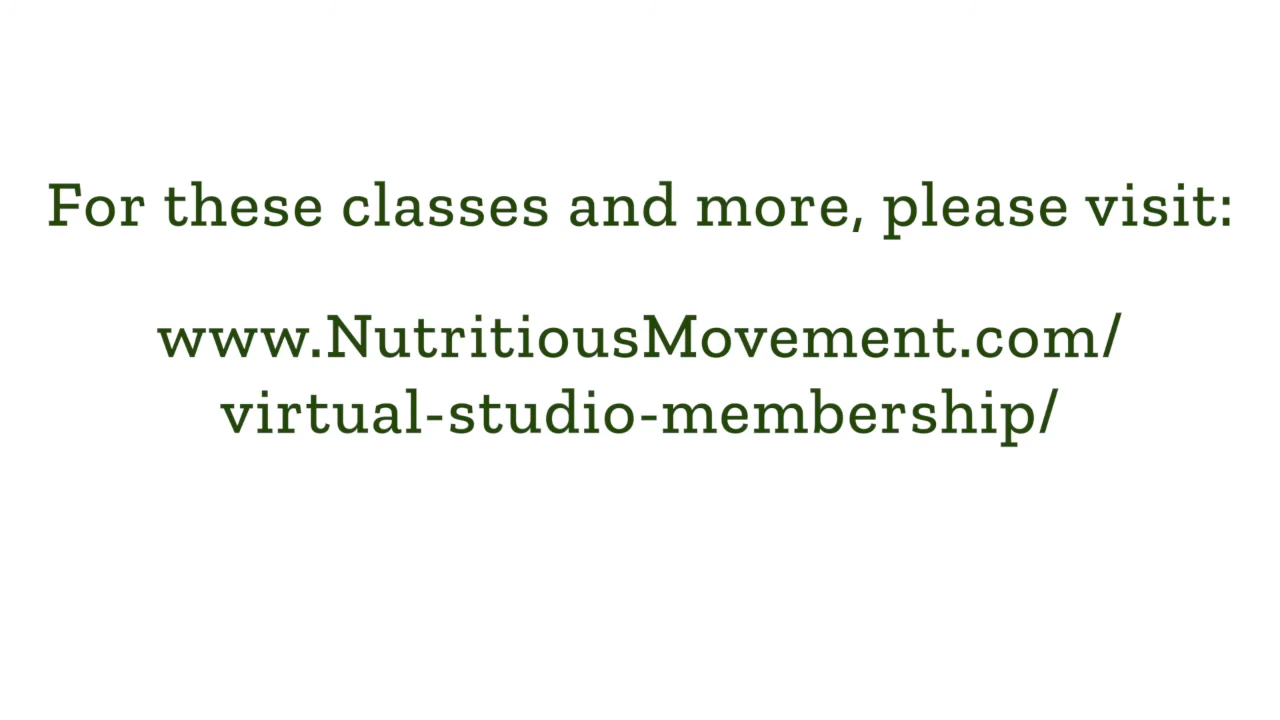 For these classes and more, please visit:
www.NutritiousMovement.com/
virtual-studio-membership/